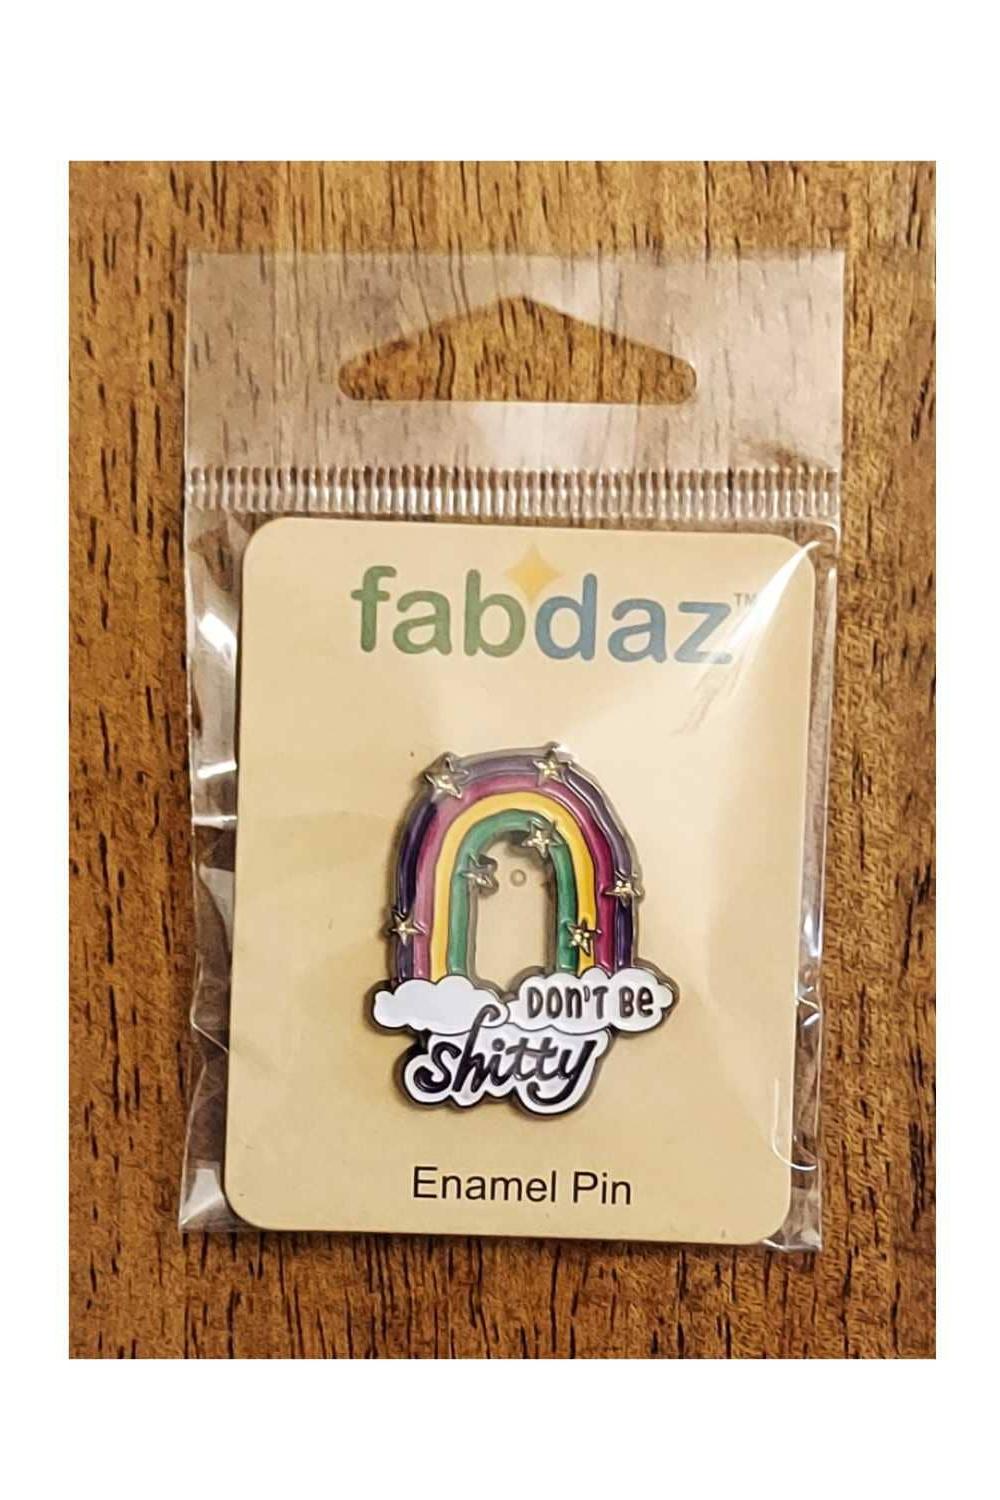 fabdaz™
DON'T BE
shitty
Enamel Pin